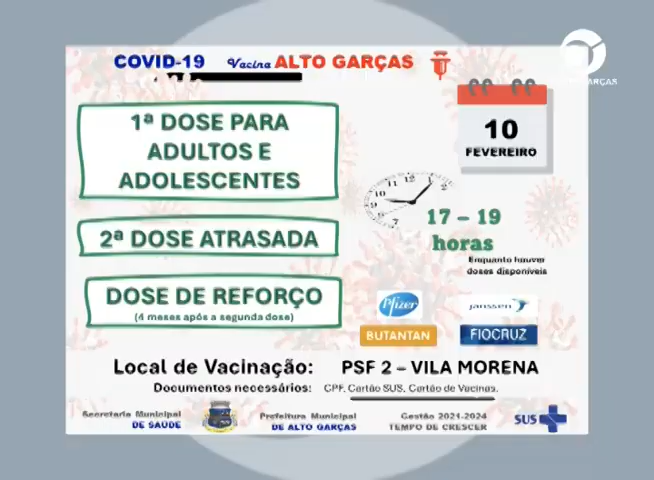 COVID-19 Vacina ALTO GARÇAS
1ª DOSE PARA
ADULTOS E
ADOLESCENTES
10
FEVEREIRO
12
17 – 19
horas
Enquanto houver
doses disponíveis
2ª DOSE ATRASADA
DOSE DE REFORÇO
(4 meses após a segunda dose)
Pfizer
janssen
BUTANTAN
FIOCRUZ
Local de Vacinação: PSF 2 – VILA MORENA
Documentos necessários: CPF, Cartão SUS, Cartão de Vacinas.
Secretaria Municipal
DE SAÚDE
Prefeitura Municipal
DE ALTO GARÇAS
Gestão 2021-2024
TEMPO DE CRESCER
SUS